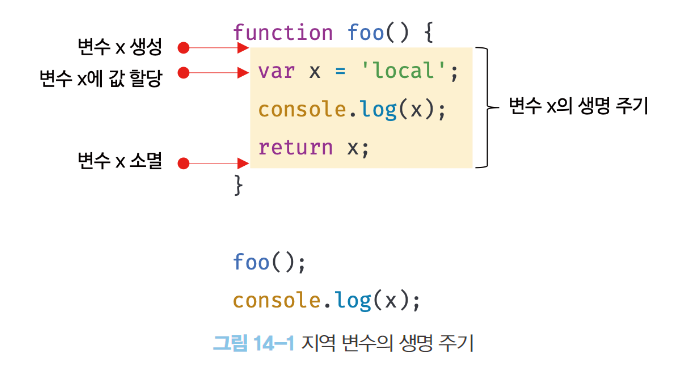 function foo() {
변수 x 생성
변수 x에 값 할당
var x = 'local';
console.log(x);
변수 x의 생명 주기
return x;
변수 x 소멸
}
foo();
console.log(x);
그림 14-1 지역 변수의 생명 주기